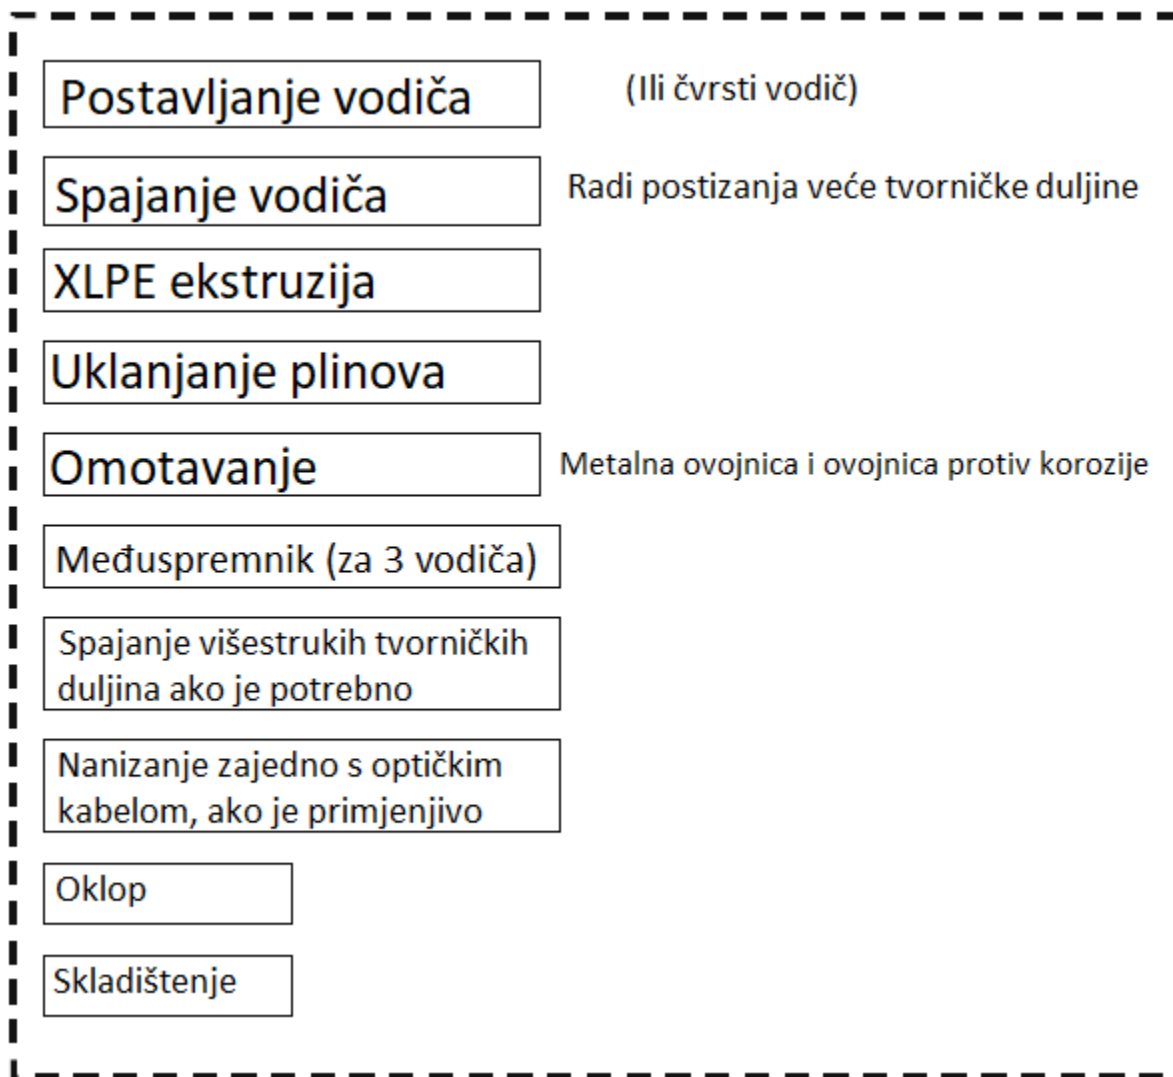 Postavljanje vodiča
(Ili čvrsti vodič)
Spajanje vodiča
Radi postizanja veće tvorničke duljine
XLPE ekstruzija
Uklanjanje plinova
Omotavanje
Metalna ovojnica i ovojnica protiv korozije
Međuspremnik (za 3 vodiča)
Spajanje višestrukih tvorničkih
duljina ako je potrebno
Nanizanje zajedno s optičkim
kabelom, ako je primjenjivo
Oklop
Skladištenje